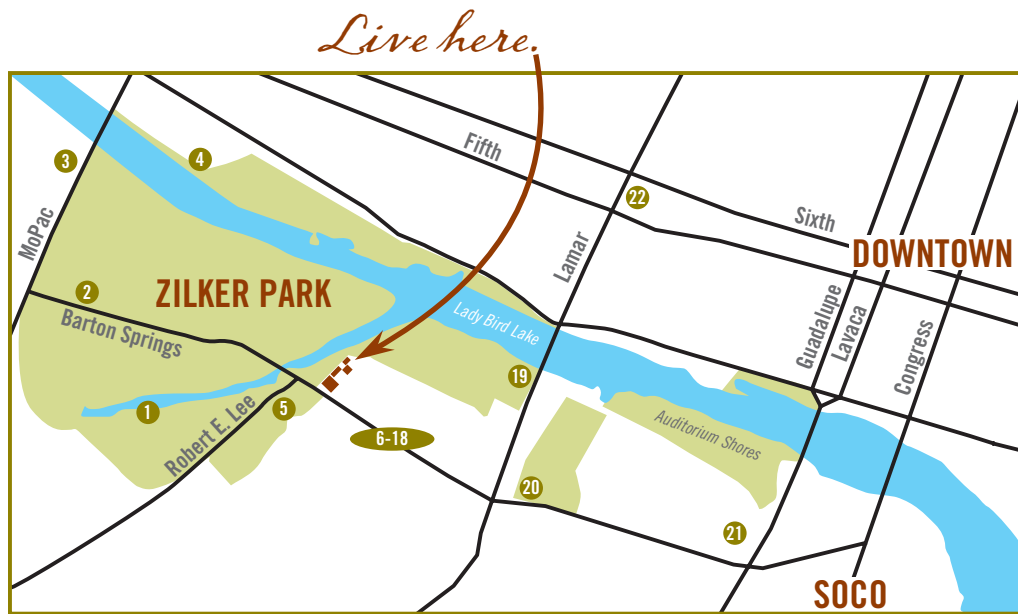 Live here.
3
4
Fifth
22
Sixth
MoPac
Lamar
DOWNTOWN
2
ZILKER PARK
Barton Springs
Lady Bird Lake
Guadalupe
Lavaca
Congress
19
1
Robert E. Lee
5
6-18
Auditorium Shores
20
21
SOCO